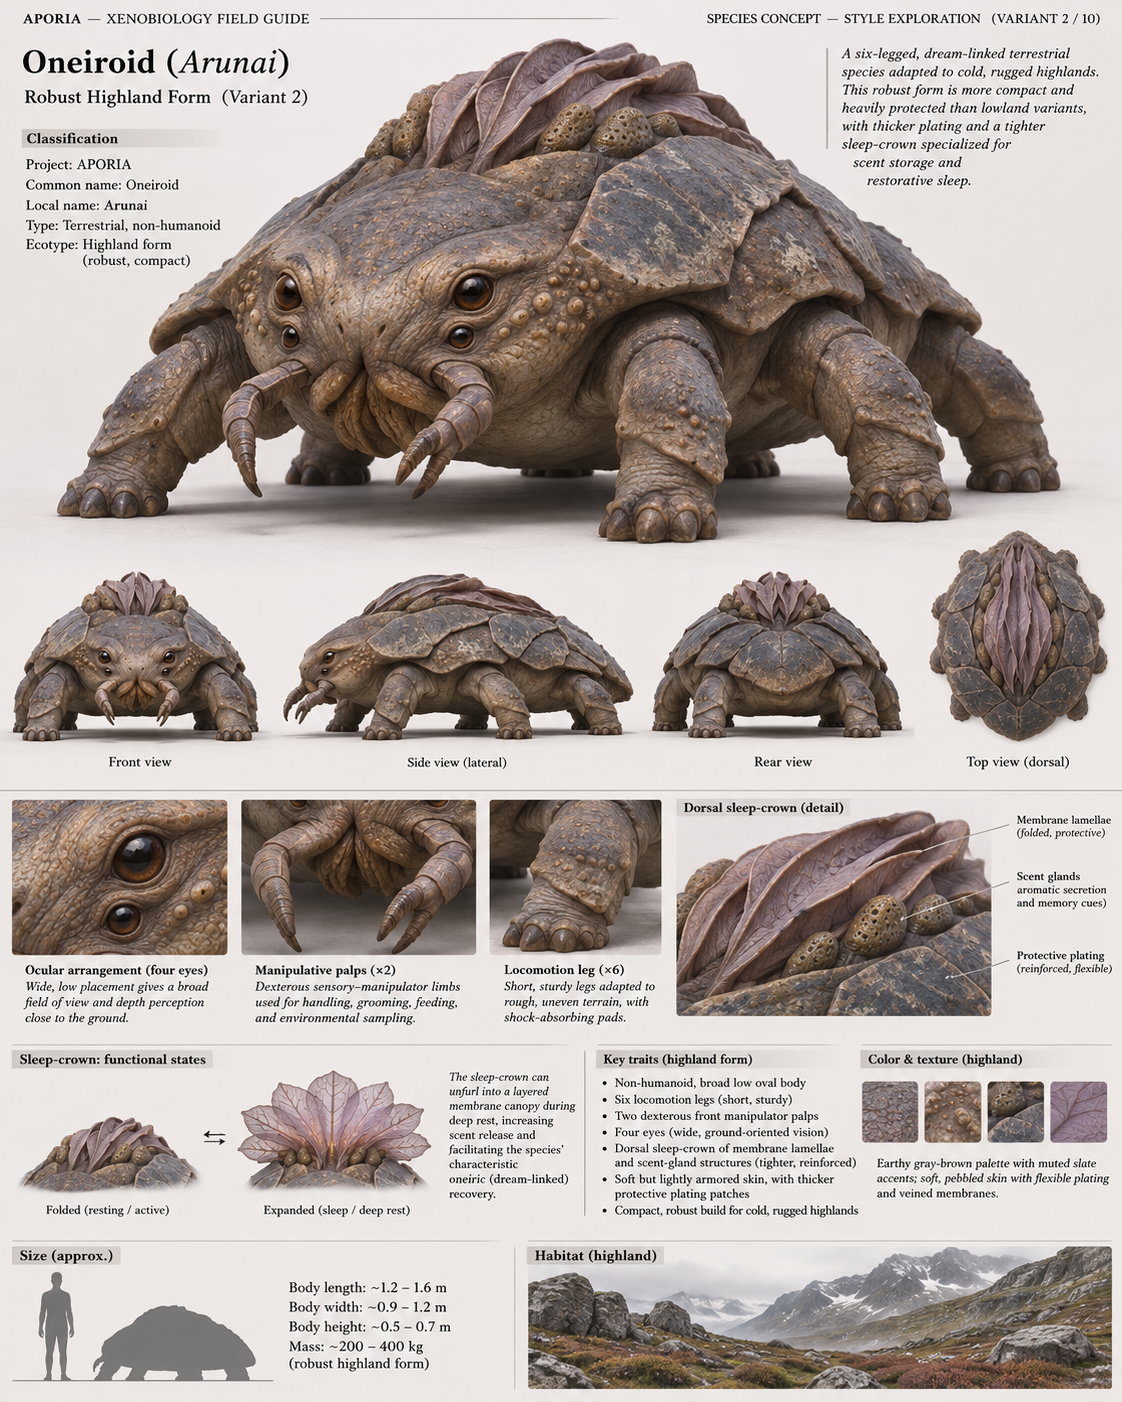 APORIA — XENOBIOLOGY FIELD GUIDE
SPECIES CONCEPT — STYLE EXPLORATION (VARIANT 2 / 10)
Oneiroid (Arunai)
Robust Highland Form (Variant 2)
Classification
Project: APORIA
Common name: Oneiroid
Local name: Arunai
Type: Terrestrial, non-humanoid
Ecotype: Highland form
(robust, compact)
A six-legged, dream-linked terrestrial
species adapted to cold, rugged highlands.
This robust form is more compact and
heavily protected than lowland variants,
with thicker plating and a tighter
sleep-crown specialized for
scent storage and
restorative sleep.
Front view
Side view (lateral)
Rear view
Top view (dorsal)
Ocular arrangement (four eyes)
Wide, low placement gives a broad
field of view and depth perception
close to the ground.
Manipulative palps (×2)
Dexterous sensory–manipulator limbs
used for handling, grooming, feeding,
and environmental sampling.
Locomotion leg (×6)
Short, sturdy legs adapted to
rough, uneven terrain, with
shock-absorbing pads.
Dorsal sleep-crown (detail)
Membrane lamellae
(folded, protective)
Scent glands
aromatic secretion
and memory cues)
Protective plating
(reinforced, flexible)
Sleep-crown: functional states
Folded (resting / active)
Expanded (sleep / deep rest)
The sleep-crown can
unfurl into a layered
membrane canopy during
deep rest, increasing
scent release and
facilitating the species'
characteristic
oneiric (dream-linked)
recovery.
Key traits (highland form)
• Non-humanoid, broad low oval body
• Six locomotion legs (short, sturdy)
• Two dexterous front manipulator palps
• Four eyes (wide, ground-oriented vision)
• Dorsal sleep-crown of membrane lamellae
and scent-gland structures (tighter, reinforced)
• Soft but lightly armored skin, with thicker
protective plating patches
• Compact, robust build for cold, rugged highlands
Color & texture (highland)
Earthy gray-brown palette with muted slate
accents; soft, pebbled skin with flexible plating
and veined membranes.
Size (approx.)
Body length: ~1.2 – 1.6 m
Body width: ~0.9 – 1.2 m
Body height: ~0.5 – 0.7 m
Mass: ~200 – 400 kg
(robust highland form)
Habitat (highland)